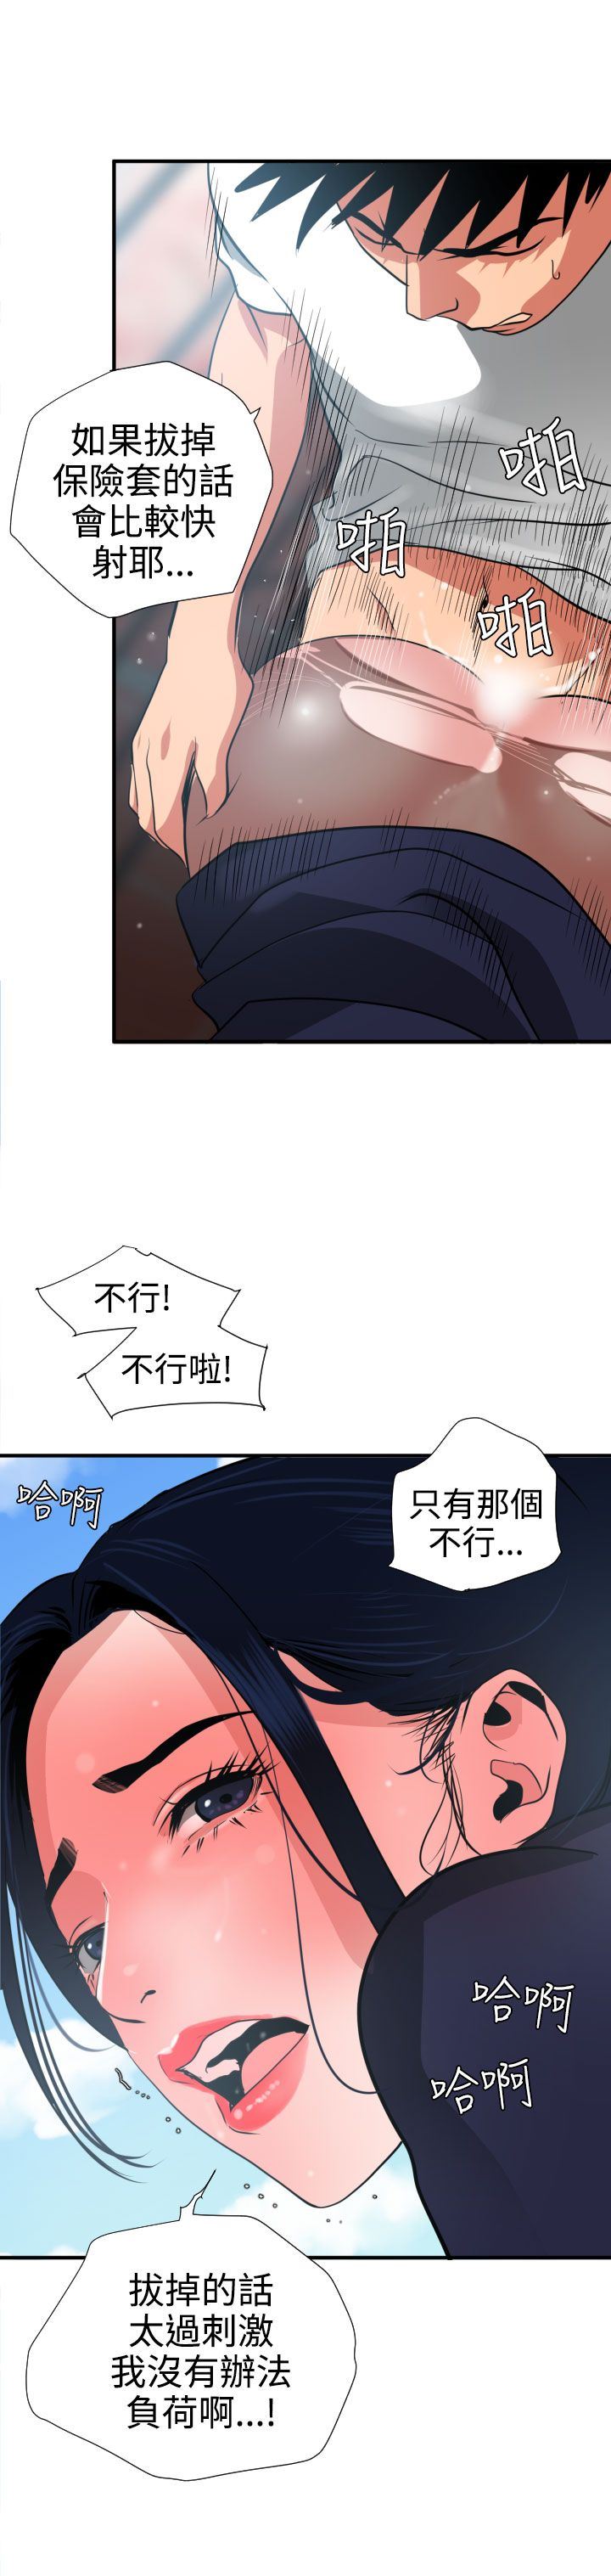 如果拔掉
保險套的話
會比較快
射耶...
啪
啪
啪
不行!
不行啦!
只有那個
不行...
哈啊
哈啊
哈啊
拔掉的話
太過刺激
我沒有辦法
負荷啊...!